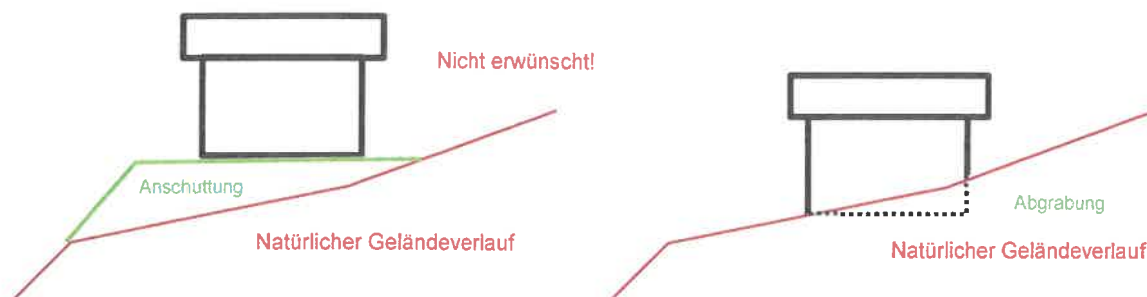 Nicht erwünscht!
Anschuttung
Natürlicher Geländeverlauf
Abgrabung
Natürlicher Geländeverlauf